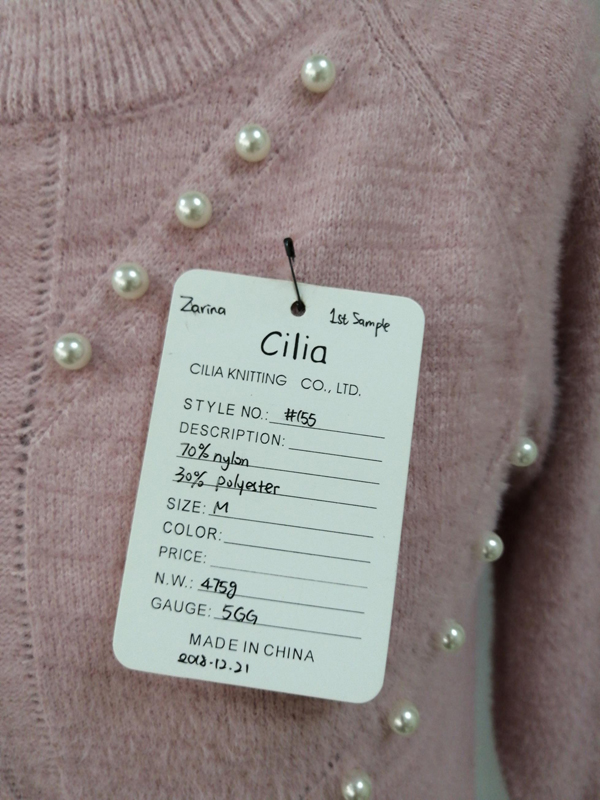 Zarina 1st Sample
Cilia
CILIA KNITTING CO., LTD.
STYLE NO.: #155
DESCRIPTION:
70% nylon
30% polyester
SIZE: M
COLOR:
PRICE:
N.W.: 475g
GAUGE: 5GG
MADE IN CHINA
2018.12.21